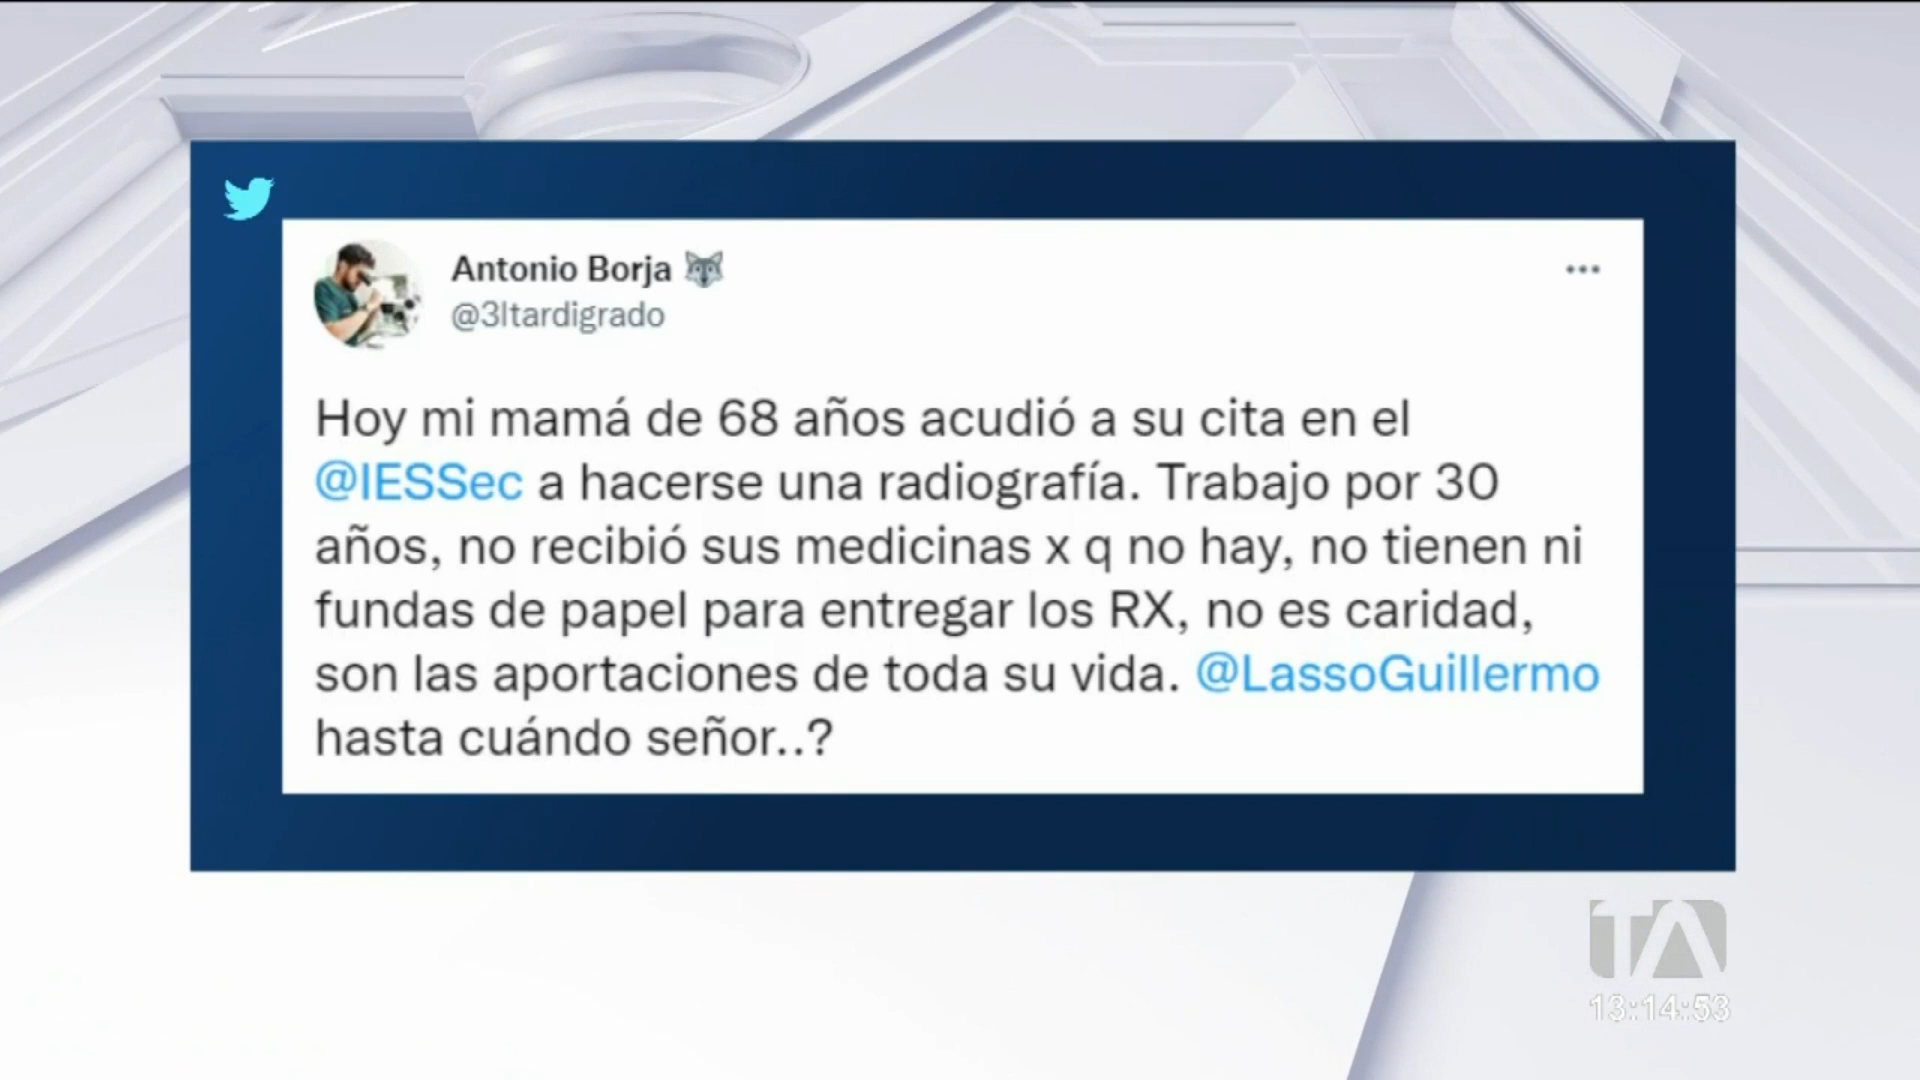 Antonio Borja 🐺
@3ltardigrado
Hoy mi mamá de 68 años acudió a su cita en el
@IESSec a hacerse una radiografía. Trabajo por 30
años, no recibió sus medicinas x q no hay, no tienen ni
fundas de papel para entregar los RX, no es caridad,
son las aportaciones de toda su vida. @LassoGuillermo
hasta cuándo señor..?
TA
13:14:53